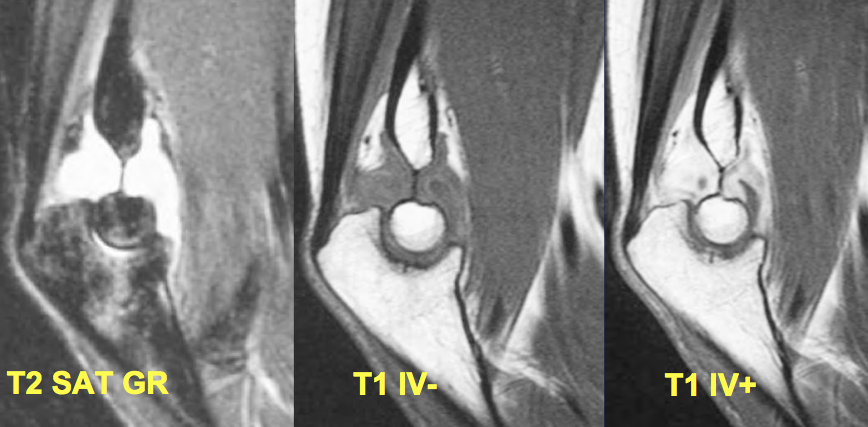 T2 SAT GR
T1 IV-
T1 IV+